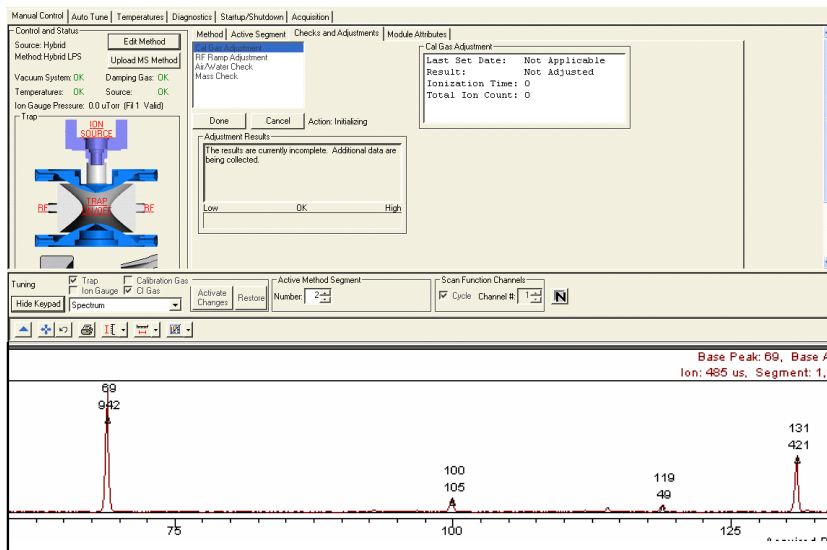 Manual Control Auto Tune Temperatures Diagnostics Startup/Shutdown Acquisition
Control and Status
Source: Hybrid
Edit Method
Method: Hybrid LPS
Upload MS Method
Vacuum System: OK Damping Gas: OK
Temperatures: OK Source: OK
Ion Gauge Pressure: 0.0 uTorr (Fil 1 Valid)
Trap
ION
SOURCE
RF
TRAP
RF
Method Active Segment Checks and Adjustments Module Attributes
Cal Gas Adjustment
RF Ramp Adjustment
Air/Water Check
Mass Check
Done Cancel Action: Initializing
Adjustment Results
The results are currently incomplete. Additional data are
being collected.
Low OK High
Cal Gas Adjustment
Last Set Date: Not Applicable
Result: Not Adjusted
Ionization Time: 0
Total Ion Count: 0
Tuning
Trap Calibration Gas
Ion Gauge CI Gas
Hide Keypad Spectrum
Activate
Changes
Restore
Active Method Segment
Number: 2
Scan Function Channels
Cycle Channel #: 1
N
Base Peak: 69, Base A
Ion: 485 us, Segment: 1,
69
942
100
105
119
49
131
421
75 100 125